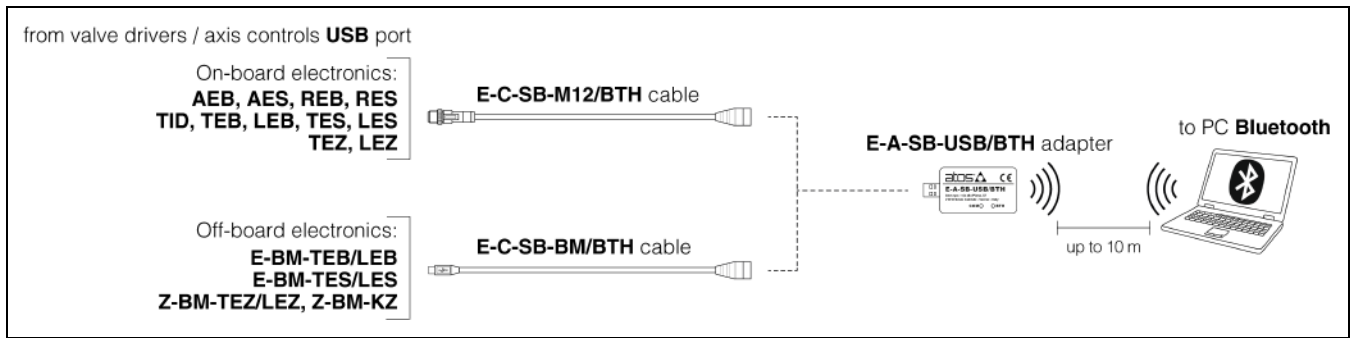 from valve drivers / axis controls USB port
On-board electronics:
AEB, AES, REB, RES
TID, TEB, LEB, TES, LES
TEZ, LEZ
E-C-SB-M12/BTH cable
Off-board electronics:
E-BM-TEB/LEB
E-BM-TES/LES
Z-BM-TEZ/LEZ, Z-BM-KZ
E-C-SB-BM/BTH cable
E-A-SB-USB/BTH adapter
atos CE
E-A-SB-USB/BTH
to PC Bluetooth
up to 10 m